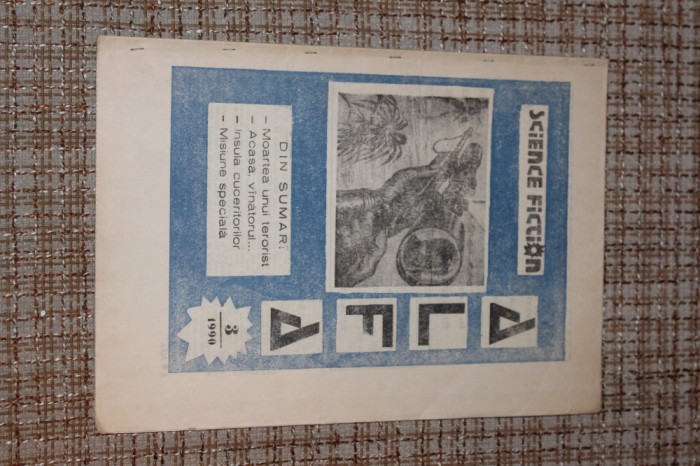 SCiENCE FiCTiON
ALFA
DIN SUMAR:
– Moartea unui terorist
– Acasă, vînătorul...
– Insula cuceritorilor
– Misiune specială
3
1990